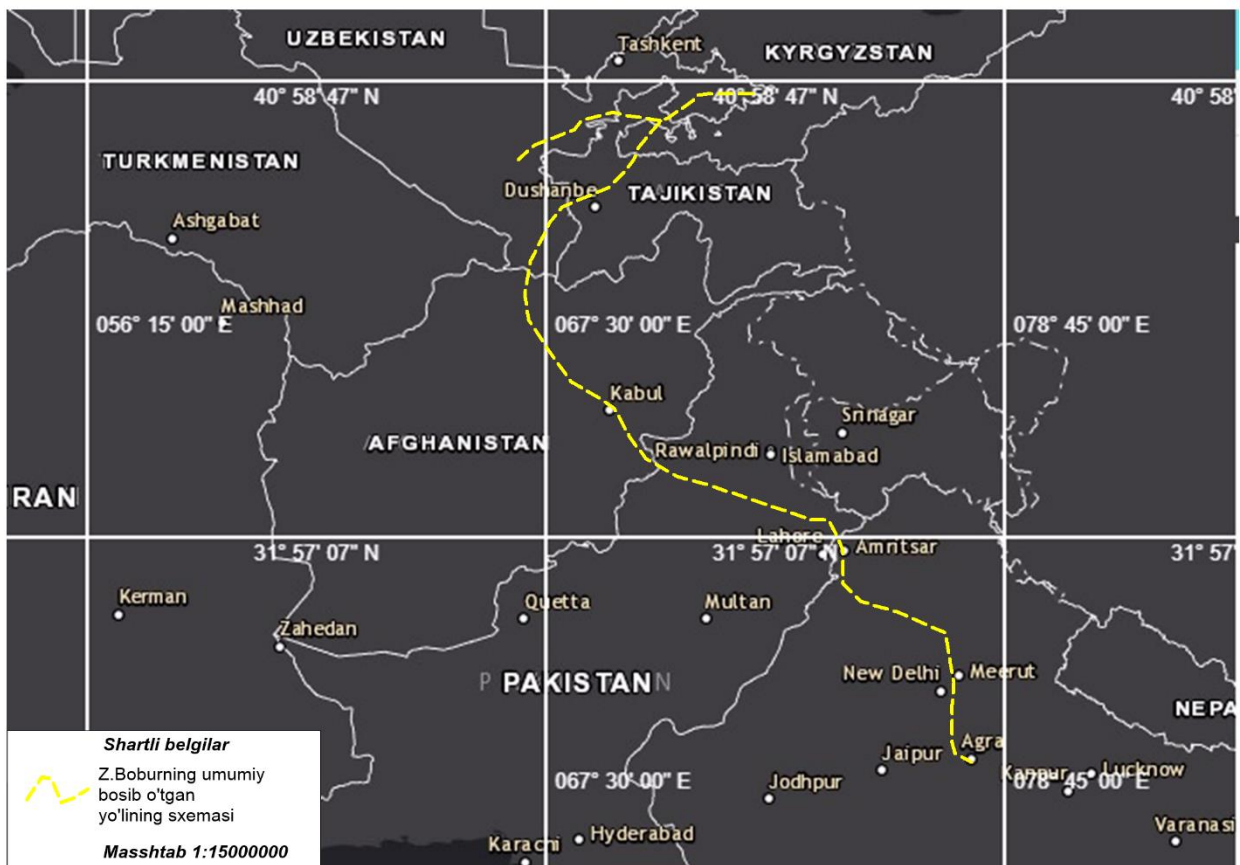 UZBEKISTAN
Tashkent
KYRGYZSTAN
40° 58' 47" N
40° 58' 47" N
40° 58
TURKMENISTAN
Dushanbe
TAJIKISTAN
Ashgabat
Mashhad
056° 15' 00" E
067° 30' 00" E
078° 45' 00" E
Kabul
Srinagar
AFGHANISTAN
Rawalpindi
Islamabad
RAN
Lahore
31° 57' 07" N
31° 57' 07" N
Amritsar
31° 57'
Kerman
Quetta
Multan
Zahedan
New Delhi
Meerut
P PAKISTAN N
NEPA
Agra
Jaipur
Kanpur
Lucknow
067° 30' 00" E
Jodhpur
078° 45' 00" E
Varanasi
Hyderabad
Karachi
Shartli belgilar
Z.Boburning umumiy
bosib o'tgan
yo'lining sxemasi
Masshtab 1:15000000